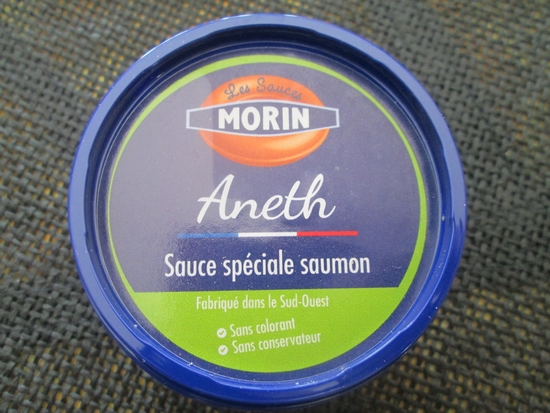 Les Sauces
MORIN
Aneth
Sauce spéciale saumon
Fabriqué dans le Sud-Ouest
Sans colorant
Sans conservateur